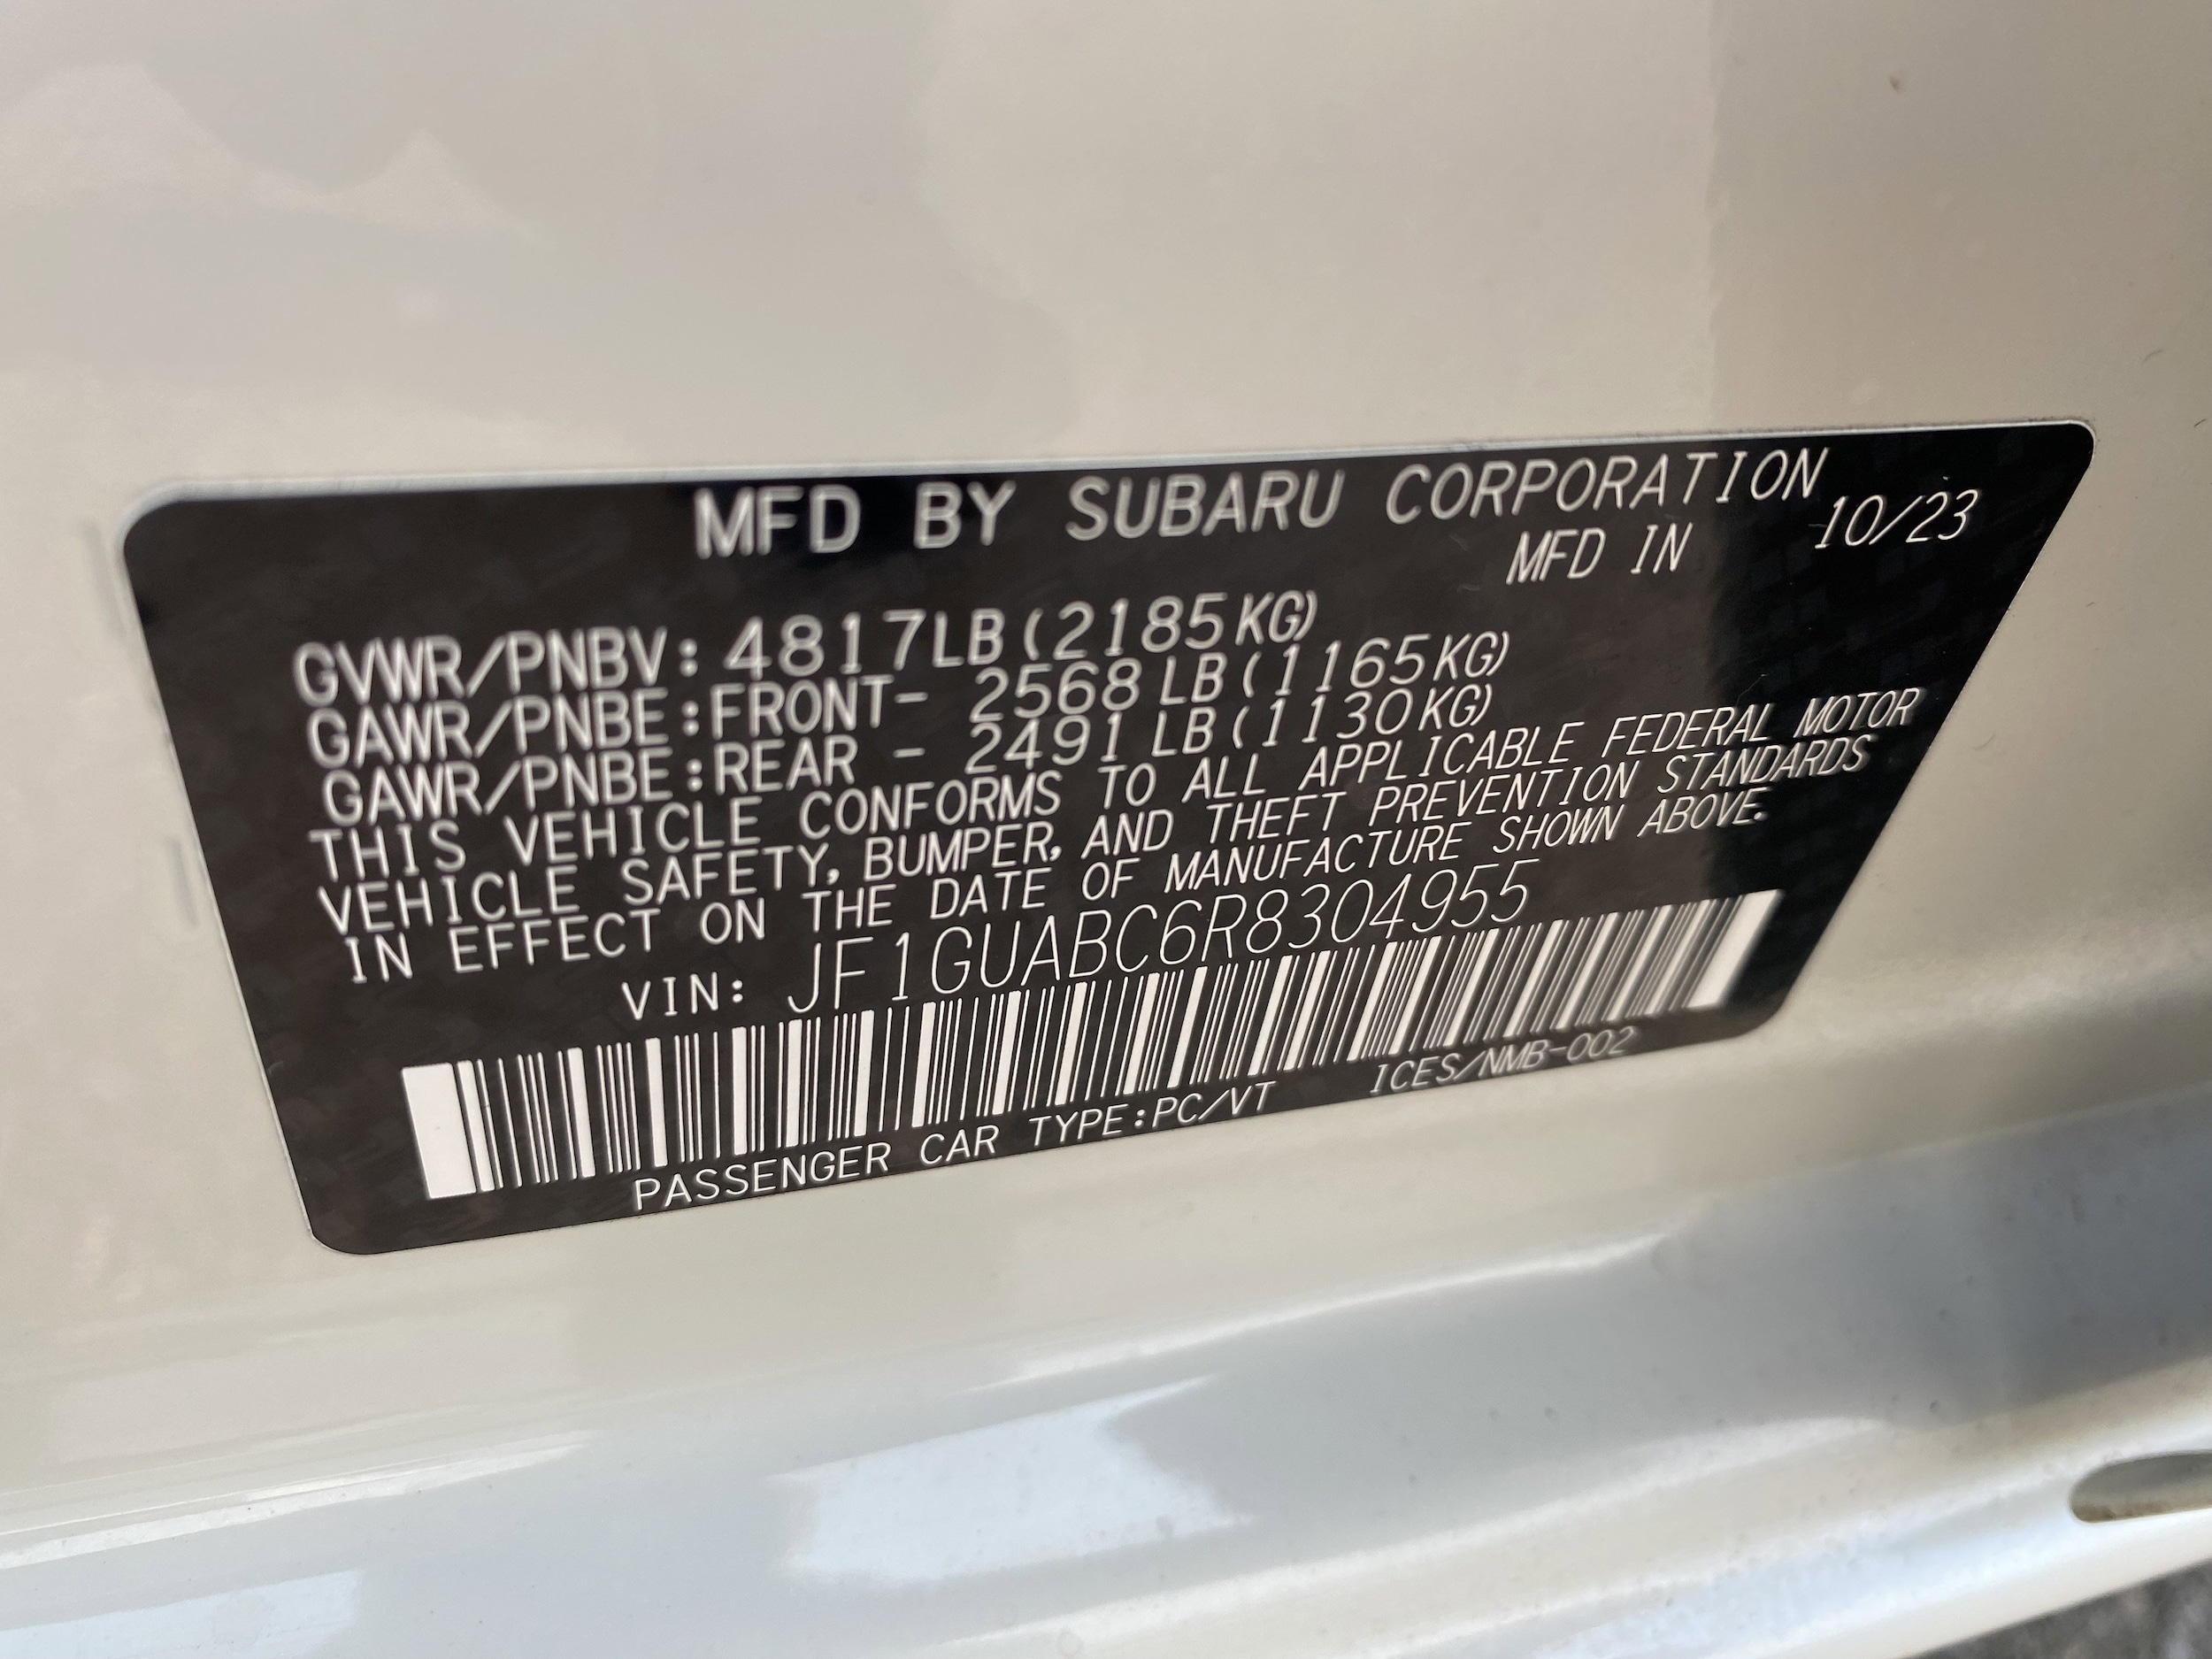 MFD BY SUBARU CORPORATION
MFD IN 10/23
GVWR/PNBV:4817LB(2185KG)
GAWR/PNBE:FRONT- 2568LB(1165KG)
GAWR/PNBE:REAR - 2491LB(1130KG)
THIS VEHICLE CONFORMS TO ALL APPLICABLE FEDERAL MOTOR
VEHICLE SAFETY, BUMPER, AND THEFT PREVENTION STANDARDS
IN EFFECT ON THE DATE OF MANUFACTURE SHOWN ABOVE.
VIN: JF1GUABC6R8304955
PASSENGER CAR TYPE:PC/VT ICES/NMB-002